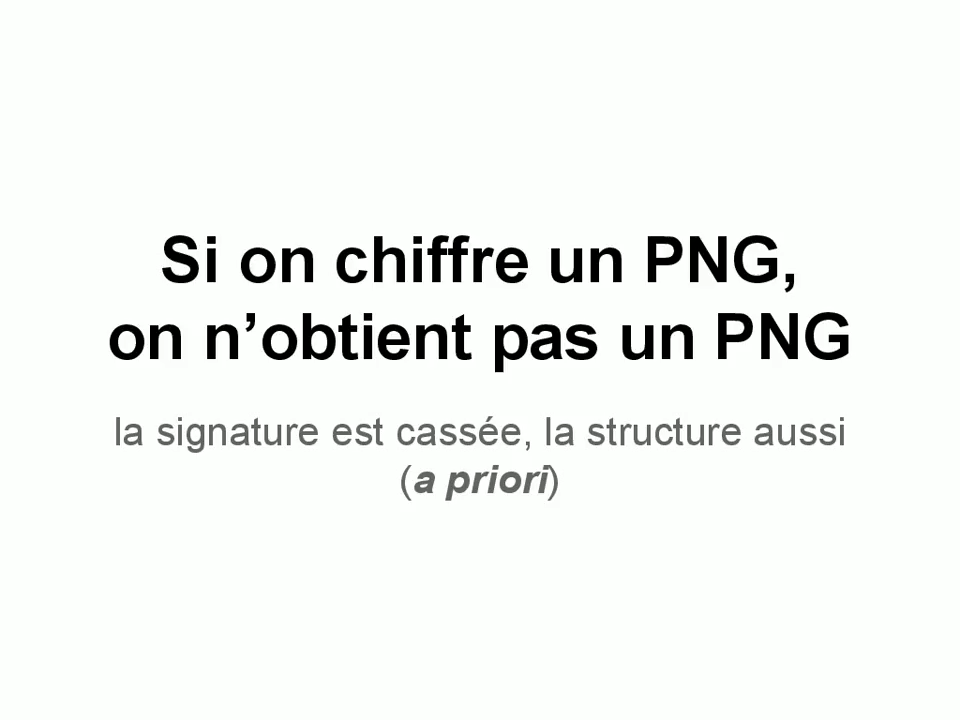 Si on chiffre un PNG,
on n’obtient pas un PNG
la signature est cassée, la structure aussi
(a priori)